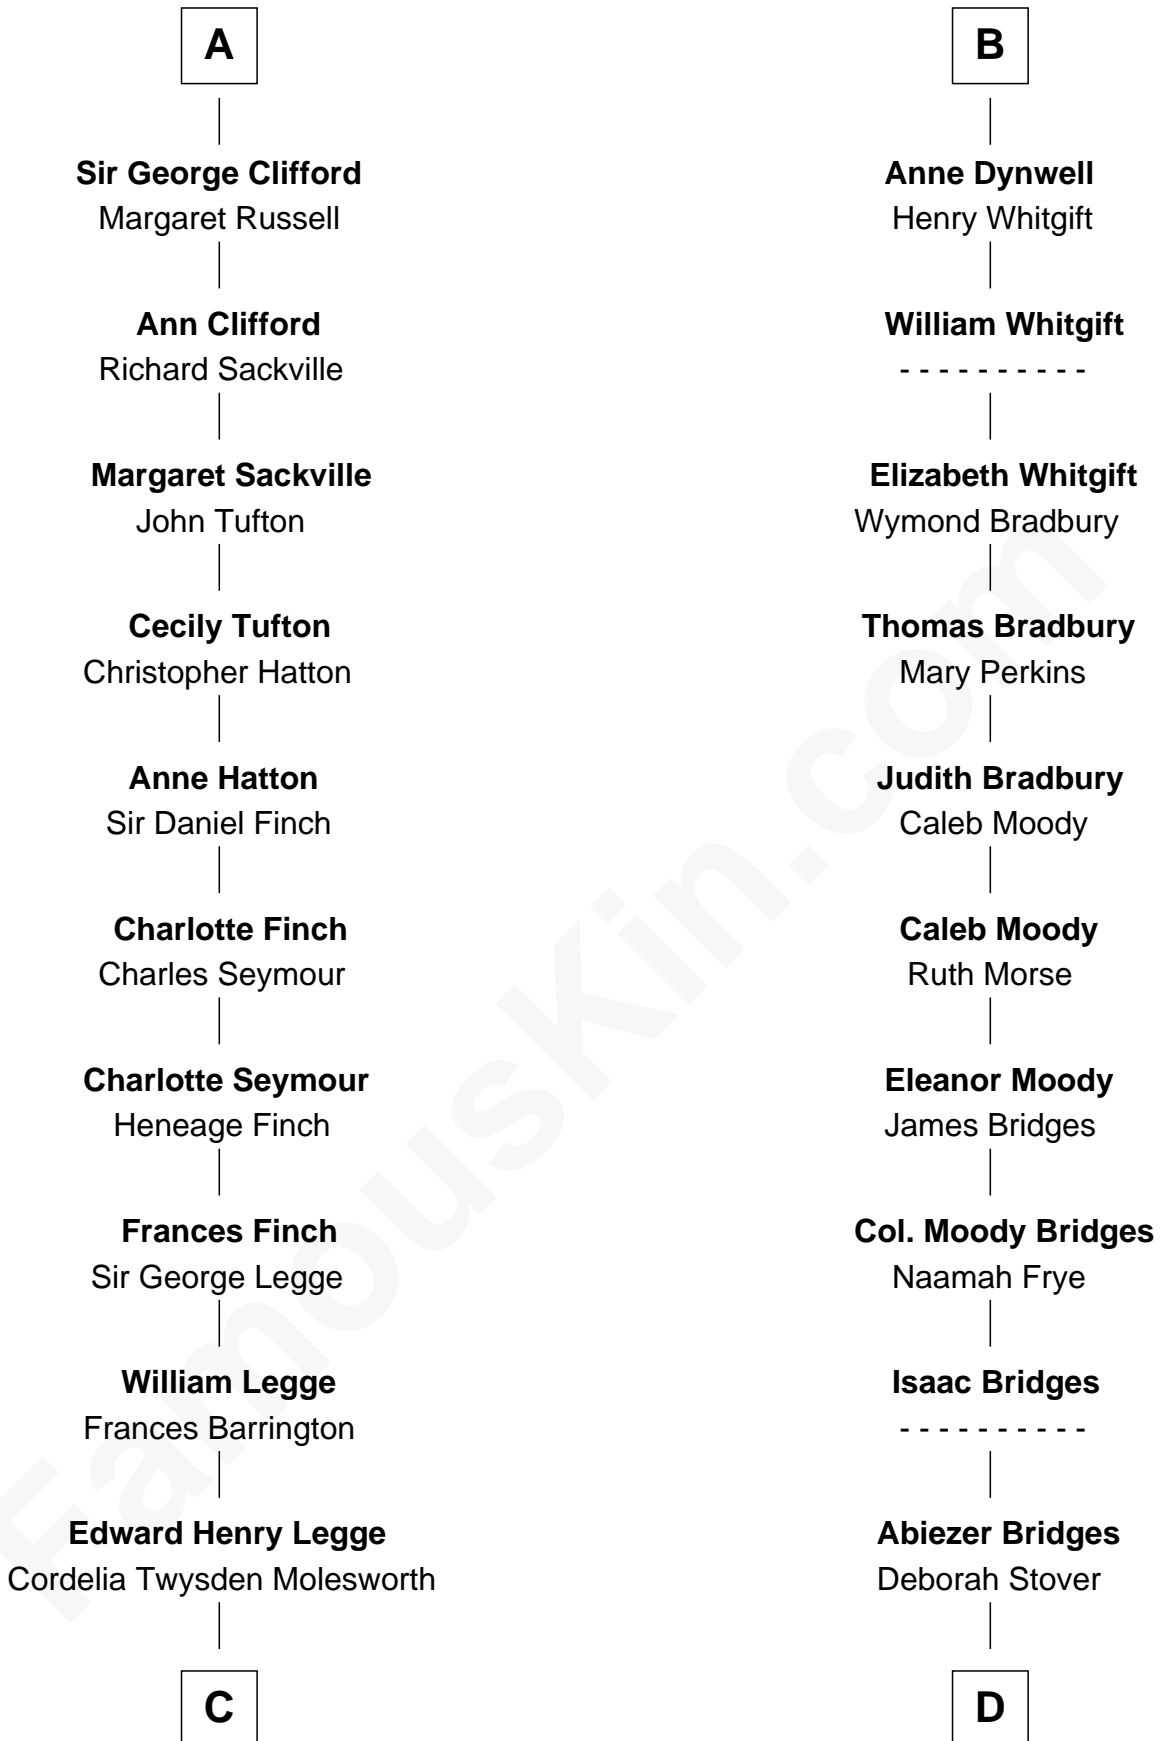 A
Sir George Clifford
Margaret Russell
Ann Clifford
Richard Sackville
Margaret Sackville
John Tufton
Cecily Tufton
Christopher Hatton
Anne Hatton
Sir Daniel Finch
Charlotte Finch
Charles Seymour
Charlotte Seymour
Heneage Finch
Frances Finch
Sir George Legge
William Legge
Frances Barrington
Edward Henry Legge
Cordelia Twysden Molesworth
C
B
Anne Dynwell
Henry Whitgift
William Whitgift
- - - - - - - - - -
Elizabeth Whitgift
Wymond Bradbury
Thomas Bradbury
Mary Perkins
Judith Bradbury
Caleb Moody
Caleb Moody
Ruth Morse
Eleanor Moody
James Bridges
Col. Moody Bridges
Naamah Frye
Isaac Bridges
- - - - - - - - - -
Abiezer Bridges
Deborah Stover
D
FamousKin.com